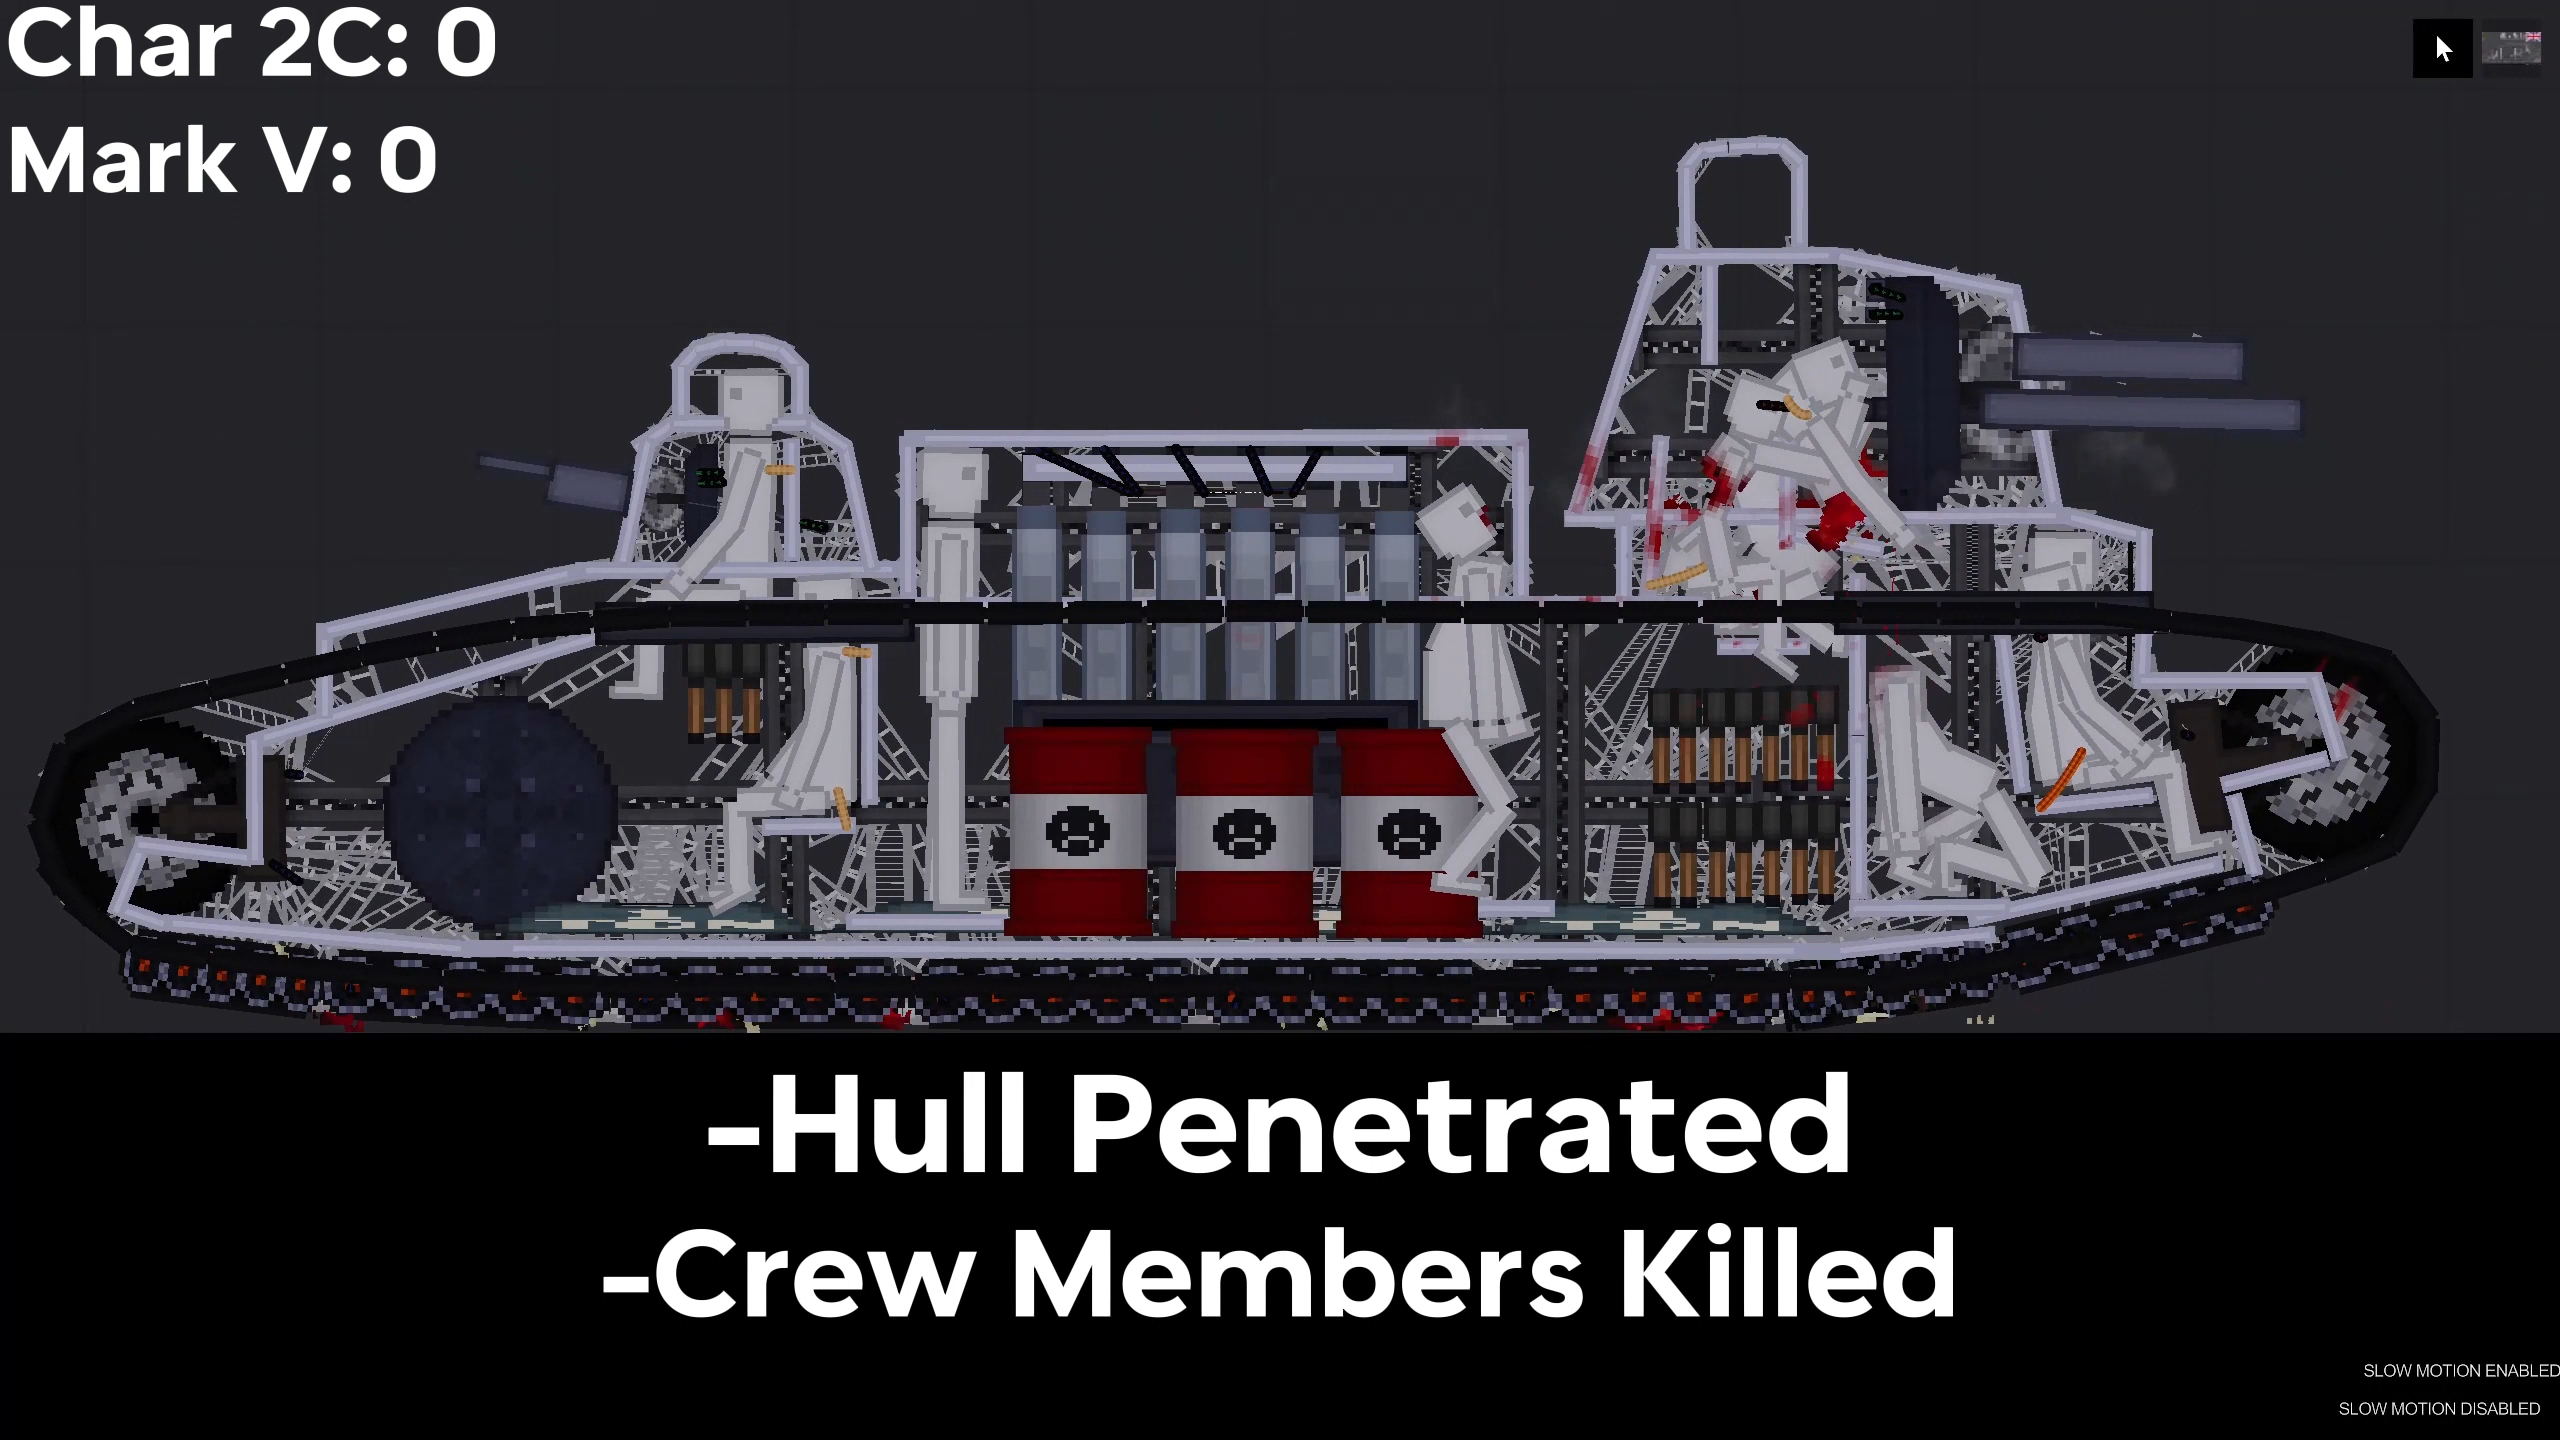 Char 2C: 0
Mark V: 0
-Hull Penetrated
-Crew Members Killed
SLOW MOTION ENABLED
SLOW MOTION DISABLED